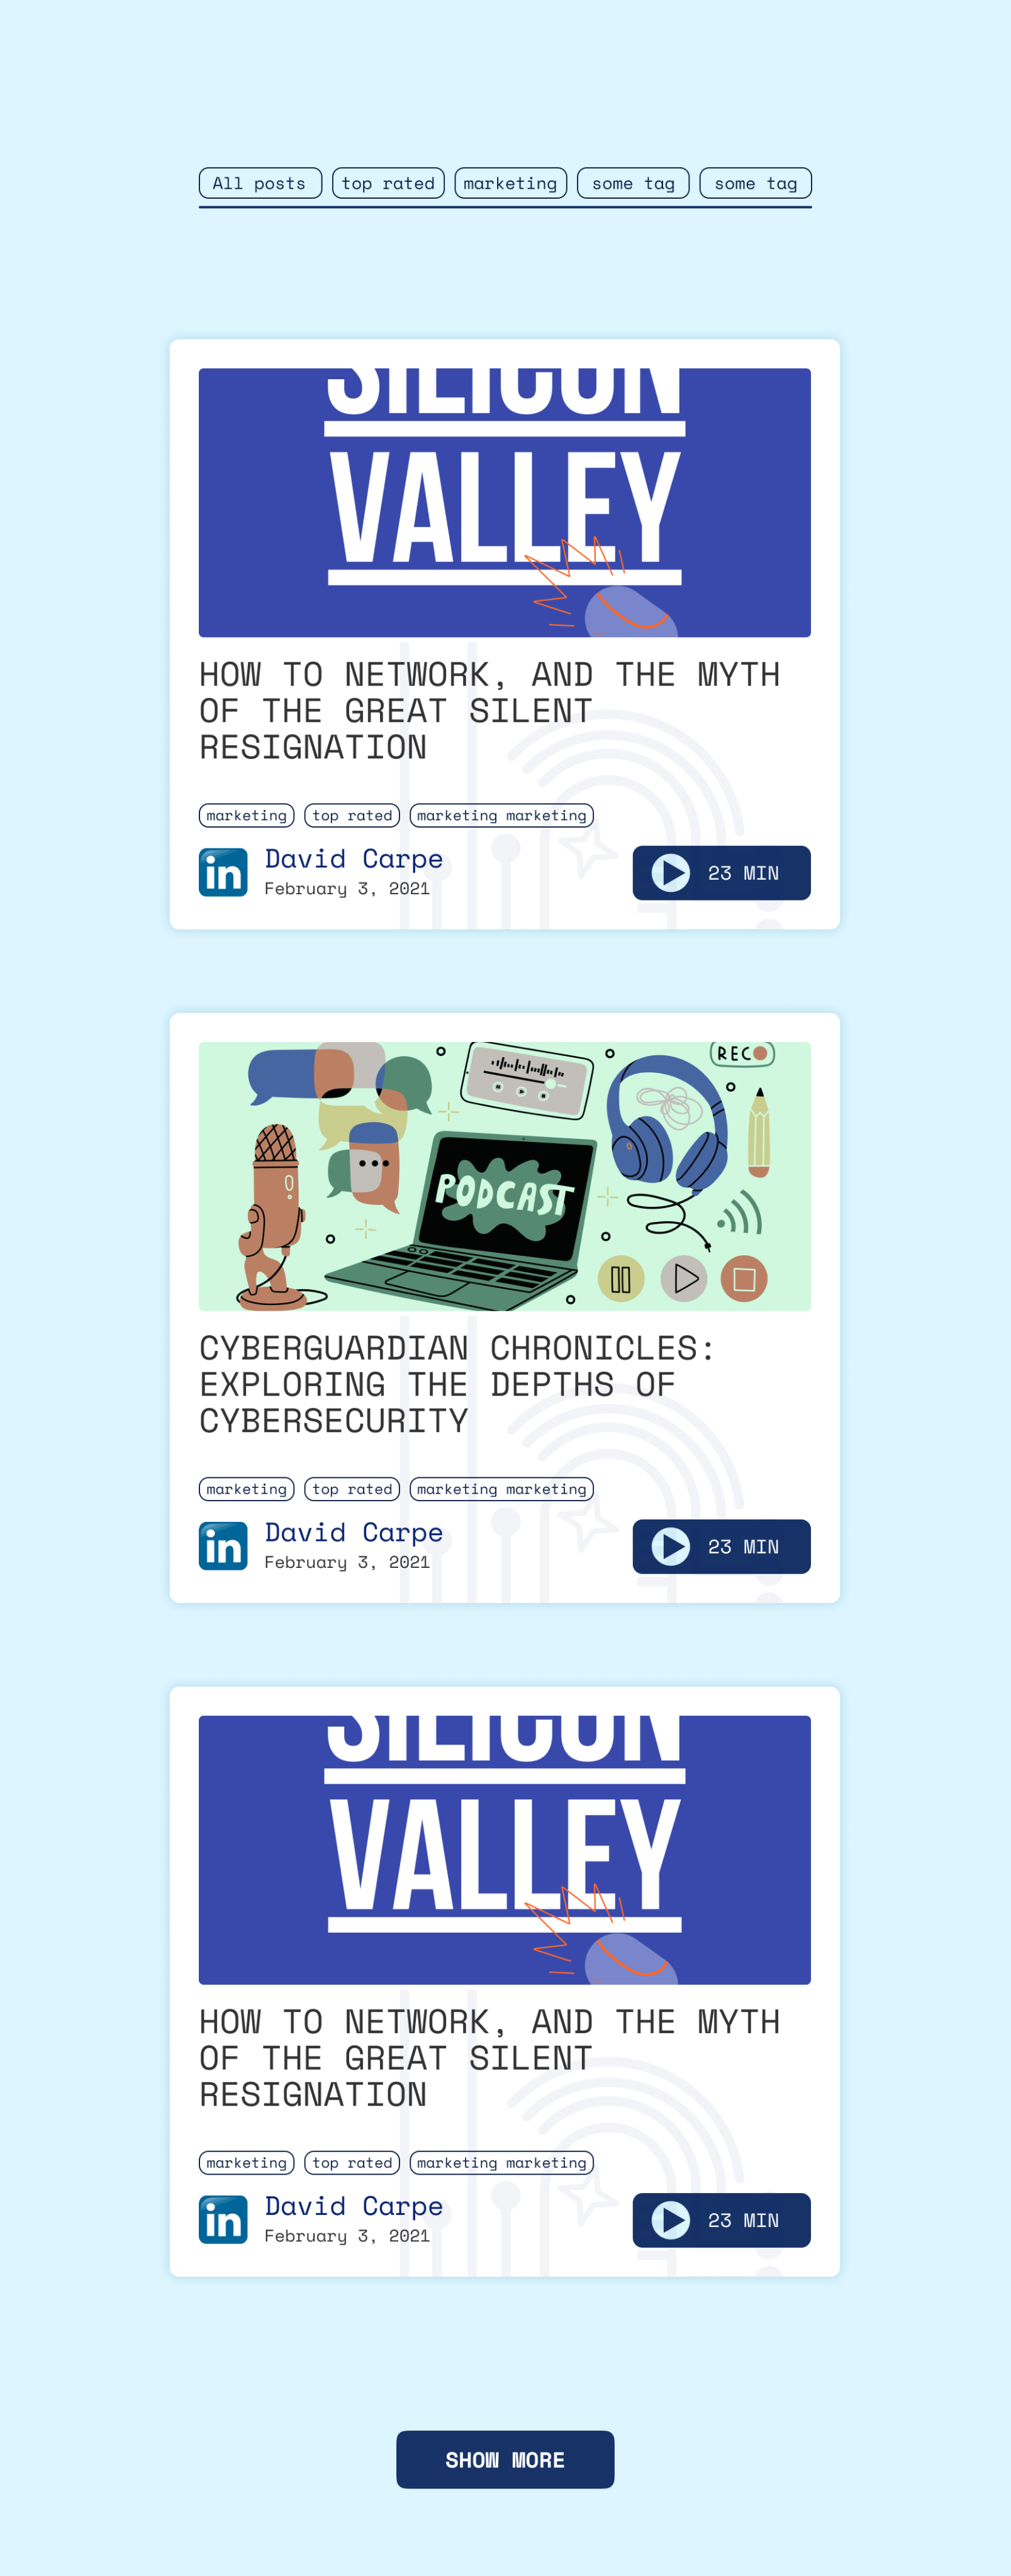 All posts top rated marketing some tag some tag
SILICON
VALLEY
HOW TO NETWORK, AND THE MYTH
OF THE GREAT SILENT
RESIGNATION
marketing top rated marketing marketing
in David Carpe
February 3, 2021
23 MIN
REC
PODCAST
CYBERGUARDIAN CHRONICLES:
EXPLORING THE DEPTHS OF
CYBERSECURITY
marketing top rated marketing marketing
in David Carpe
February 3, 2021
23 MIN
SILICON
VALLEY
HOW TO NETWORK, AND THE MYTH
OF THE GREAT SILENT
RESIGNATION
marketing top rated marketing marketing
in David Carpe
February 3, 2021
23 MIN
SHOW MORE